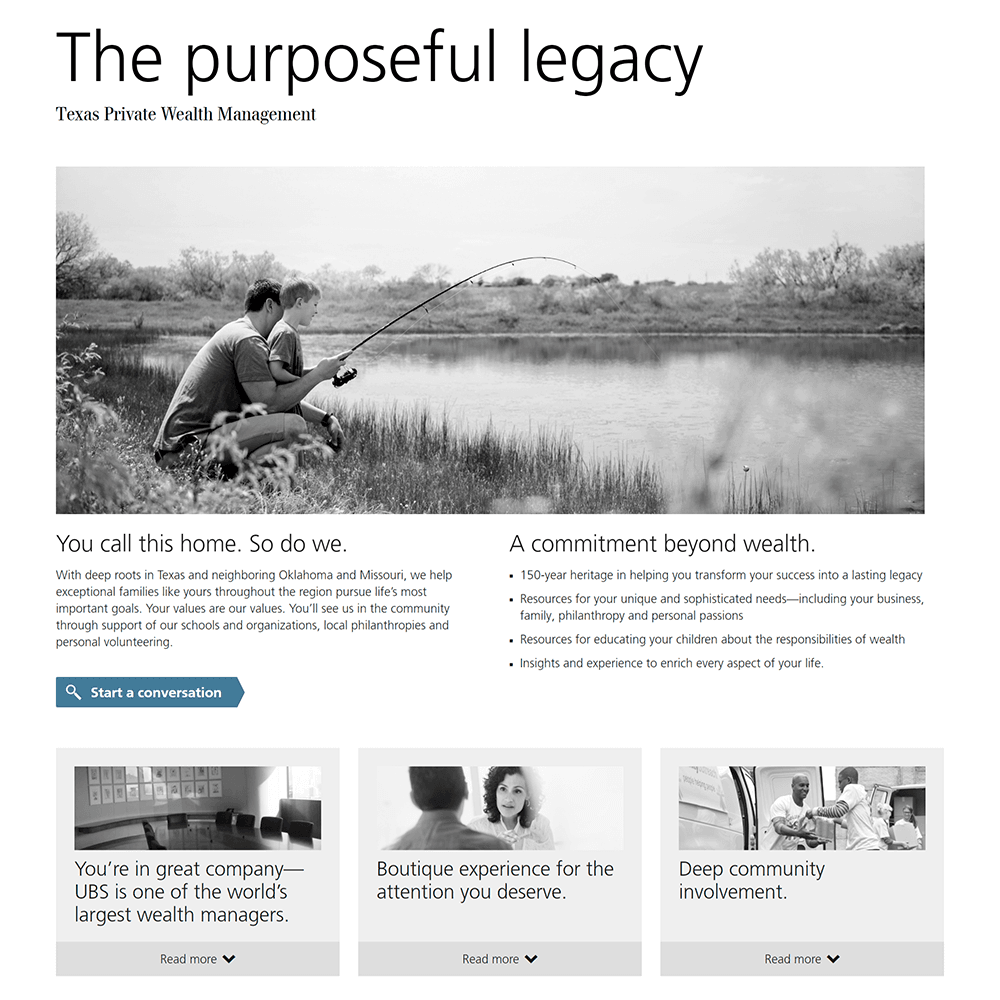 The purposeful legacy
Texas Private Wealth Management
You call this home. So do we.
With deep roots in Texas and neighboring Oklahoma and Missouri, we help
exceptional families like yours throughout the region pursue life's most
important goals. Your values are our values. You'll see us in the community
through support of our schools and organizations, local philanthropies and
personal volunteering.
Start a conversation
A commitment beyond wealth.
▪ 150-year heritage in helping you transform your success into a lasting legacy
▪ Resources for your unique and sophisticated needs—including your business,
family, philanthropy and personal passions
▪ Resources for educating your children about the responsibilities of wealth
▪ Insights and experience to enrich every aspect of your life.
You're in great company—
UBS is one of the world's
largest wealth managers.
Read more
Boutique experience for the
attention you deserve.
Read more
Deep community
involvement.
Read more